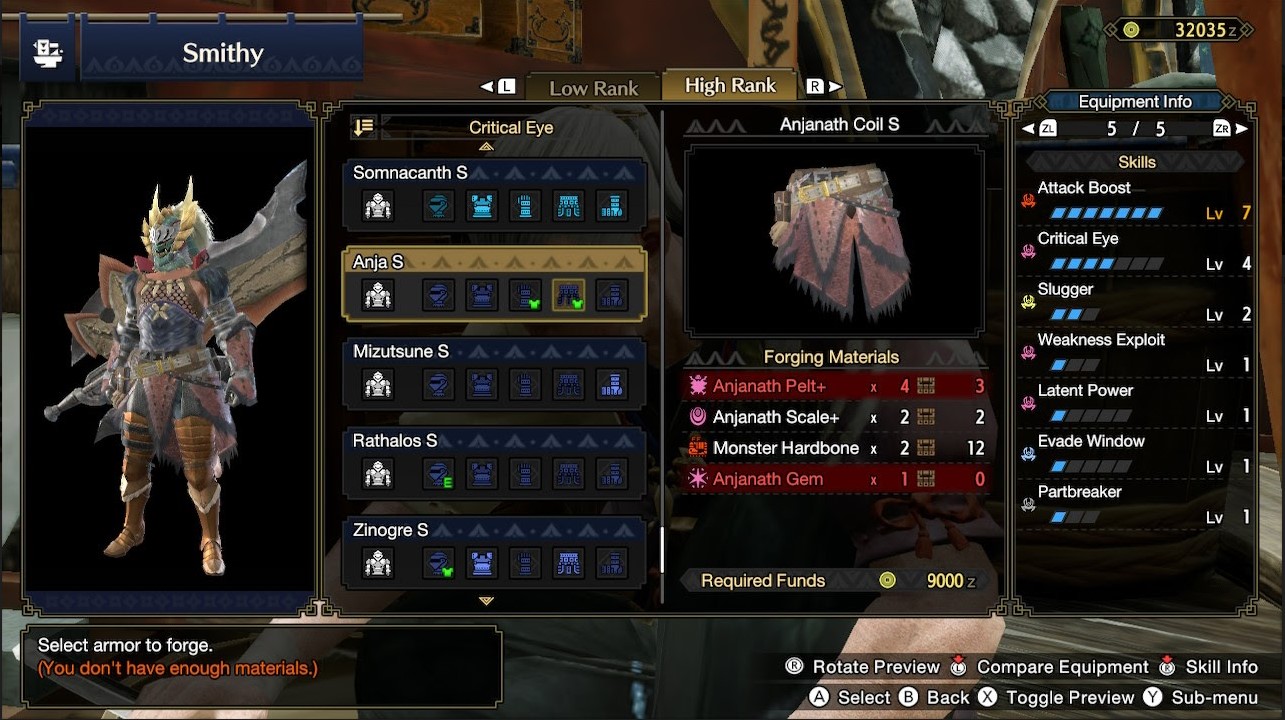 Smithy
32035z
L Low Rank High Rank R
Critical Eye
Somnacanth S
Anja S
Mizutsune S
Rathalos S
E
Zinogre S
Anjanath Coil S
Forging Materials
Anjanath Pelt+ x 4 3
Anjanath Scale+ x 2 2
Monster Hardbone x 2 12
Anjanath Gem x 1 0
Required Funds 9000 z
Equipment Info
ZL 5 / 5 ZR
Skills
Attack Boost
Lv 7
Critical Eye
Lv 4
Slugger
Lv 2
Weakness Exploit
Lv 1
Latent Power
Lv 1
Evade Window
Lv 1
Partbreaker
Lv 1
Select armor to forge.
(You don't have enough materials.)
R Rotate Preview L Compare Equipment R Skill Info
A Select B Back X Toggle Preview Y Sub-menu